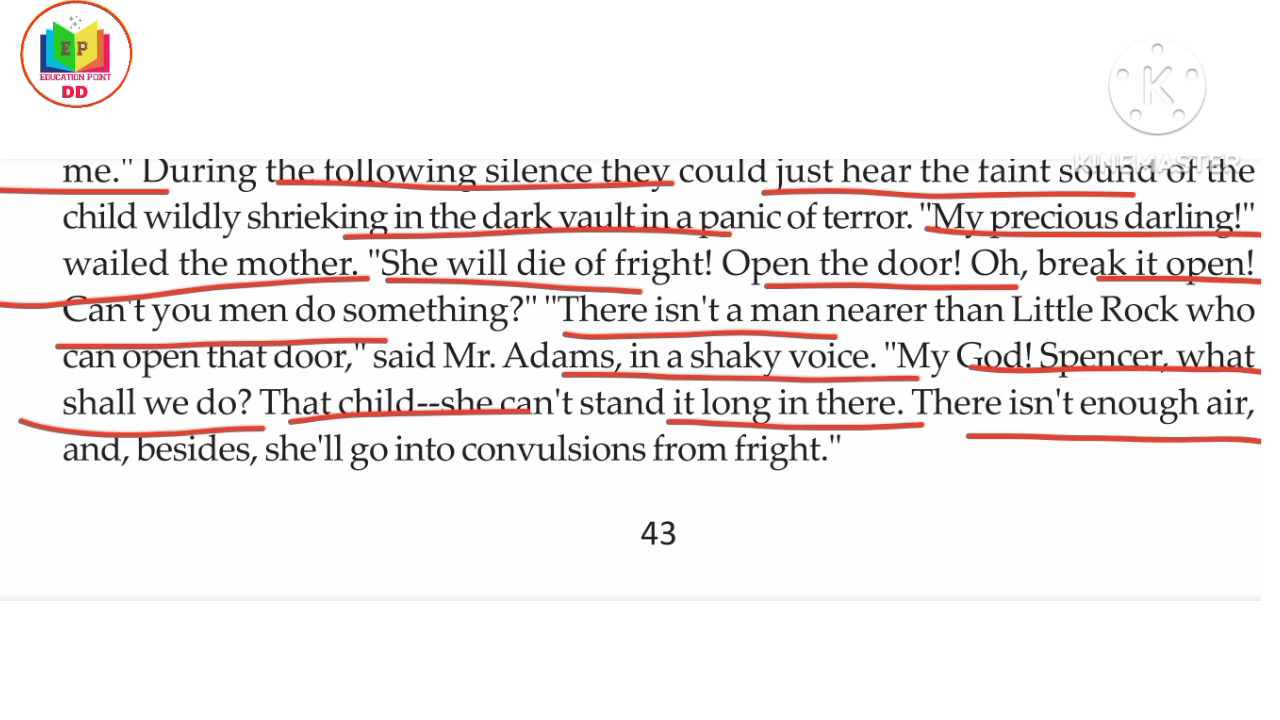 EP
EDUCATION POINT
DD
K
KINEMASTER
me." During the following silence they could just hear the faint sound of the
child wildly shrieking in the dark vault in a panic of terror. "My precious darling!"
wailed the mother. "She will die of fright! Open the door! Oh, break it open!
Can't you men do something?" "There isn't a man nearer than Little Rock who
can open that door," said Mr. Adams, in a shaky voice. "My God! Spencer, what
shall we do? That child--she can't stand it long in there. There isn't enough air,
and, besides, she'll go into convulsions from fright."
43